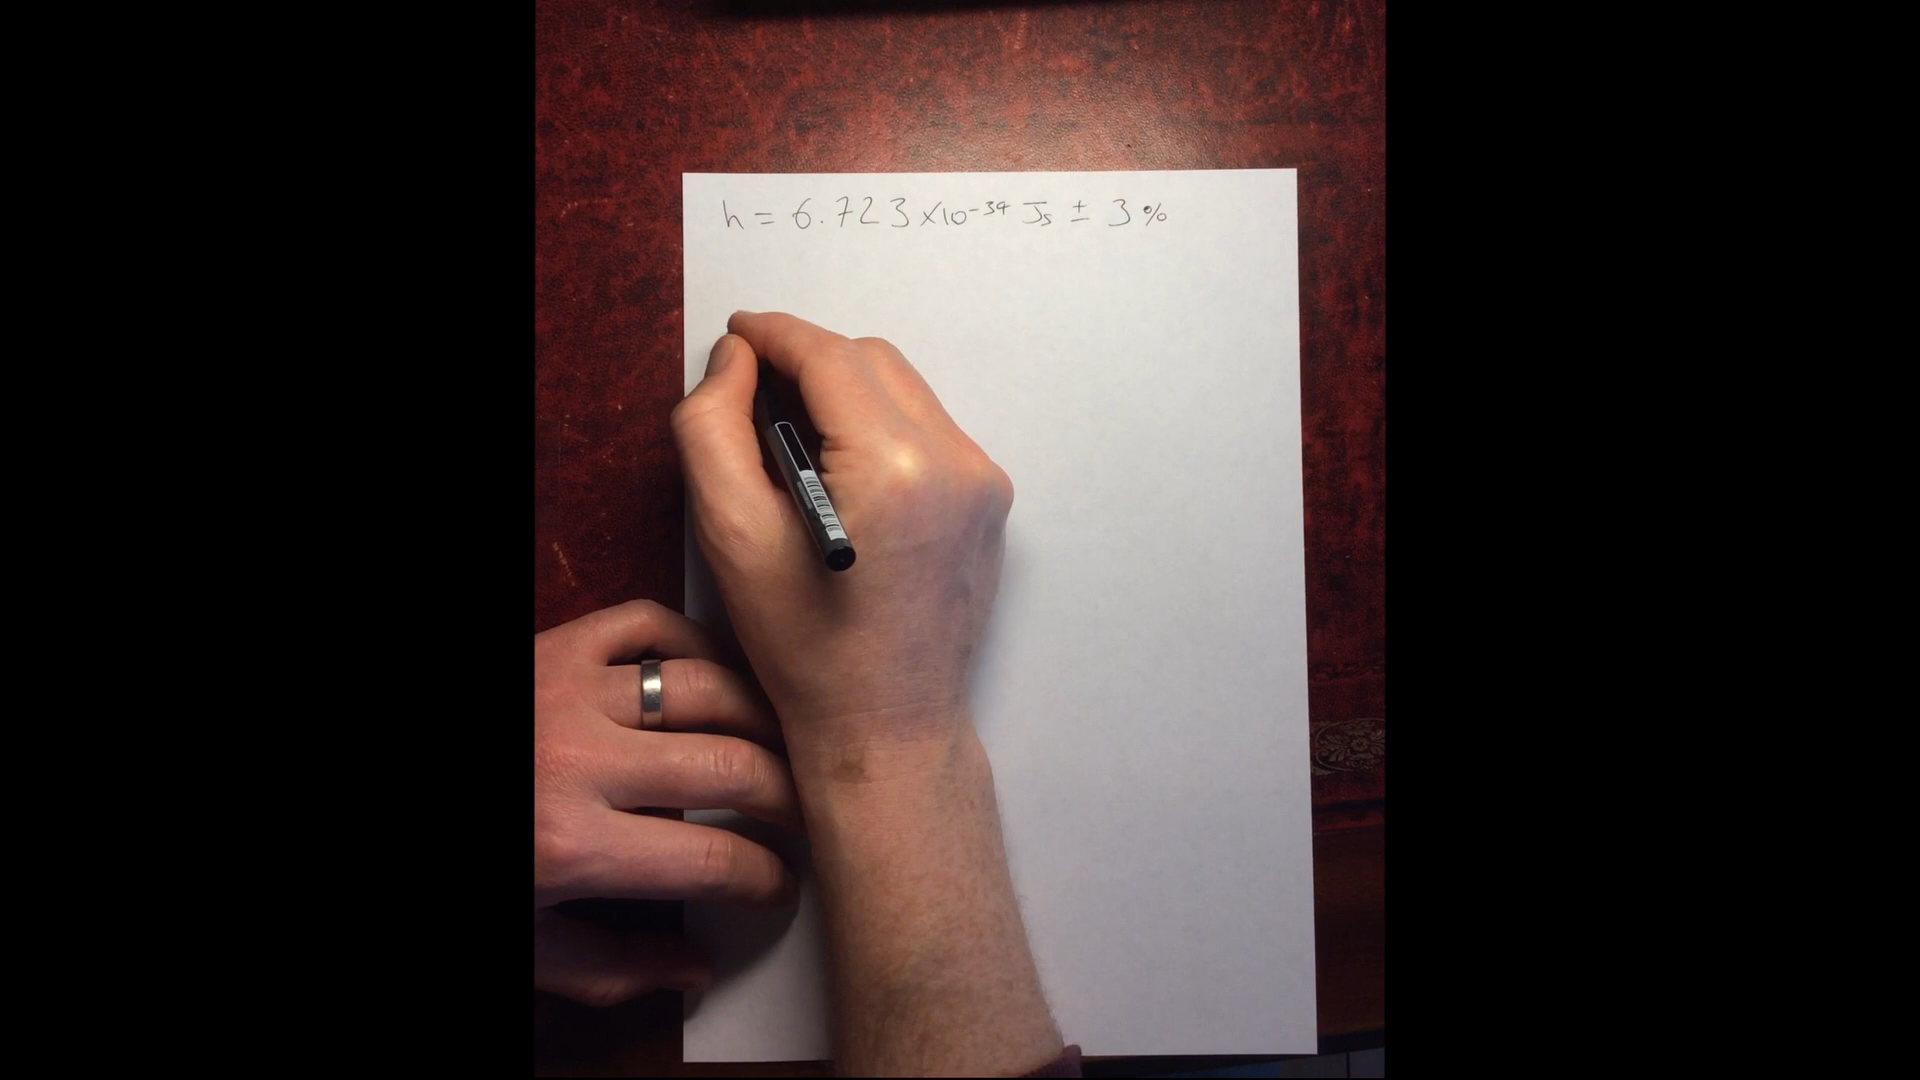 h = 6.723 ×10⁻³⁴ Js ± 3%